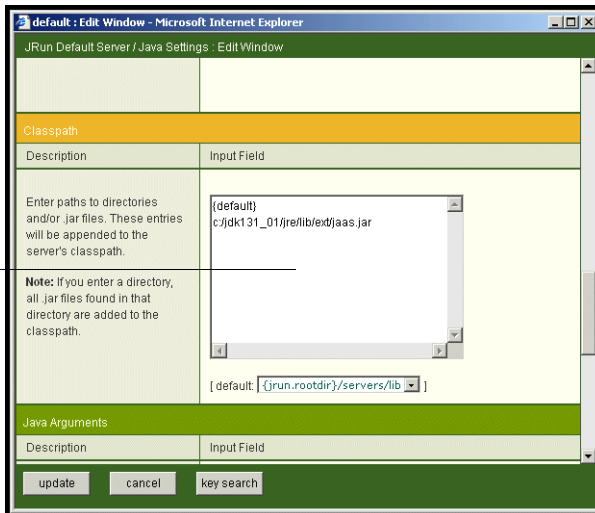 default : Edit Window - Microsoft Internet Explorer
JRun Default Server / Java Settings : Edit Window
Classpath
Description
Input Field
Enter paths to directories
and/or .jar files. These entries
will be appended to the
server's classpath.
Note: If you enter a directory,
all .jar files found in that
directory are added to the
classpath.
{default}
c:/jdk131_01/jre/lib/ext/jaas.jar
[ default: {jrun.rootdir}/servers/lib ]
Java Arguments
Description
Input Field
update
cancel
key search